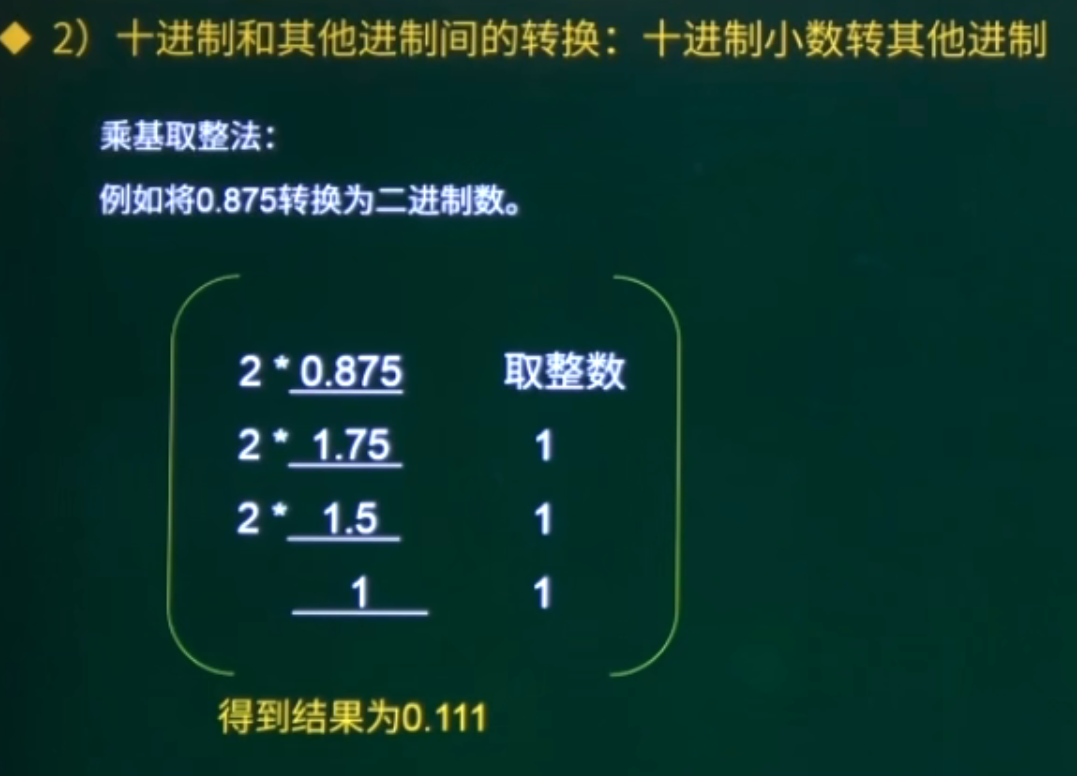 ◆ 2）十进制和其他进制间的转换：十进制小数转其他进制
乘基取整法：
例如将0.875转换为二进制数。
2 * 0.875 取整数
2 * 1.75 1
2 * 1.5 1
1 1
得到结果为0.111